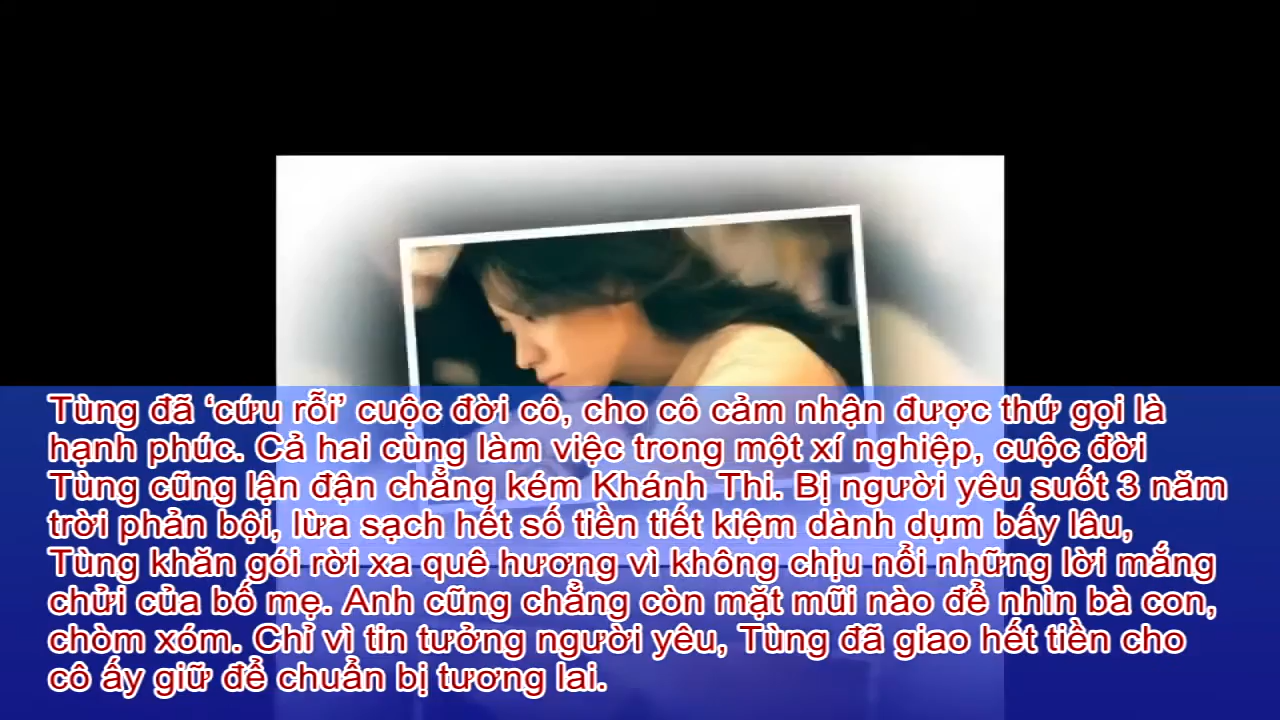 Tùng đã ‘cứu rỗi’ cuộc đời cô, cho cô cảm nhận được thứ gọi là
hạnh phúc. Cả hai cùng làm việc trong một xí nghiệp, cuộc đời
Tùng cũng lận đận chẳng kém Khánh Thi. Bị người yêu suốt 3 năm
trời phản bội, lừa sạch hết số tiền tiết kiệm dành dụm bấy lâu,
Tùng khăn gói rời xa quê hương vì không chịu nổi những lời mắng
chửi của bố mẹ. Anh cũng chẳng còn mặt mũi nào để nhìn bà con,
chòm xóm. Chỉ vì tin tưởng người yêu, Tùng đã giao hết tiền cho
cô ấy giữ để chuẩn bị tương lai.